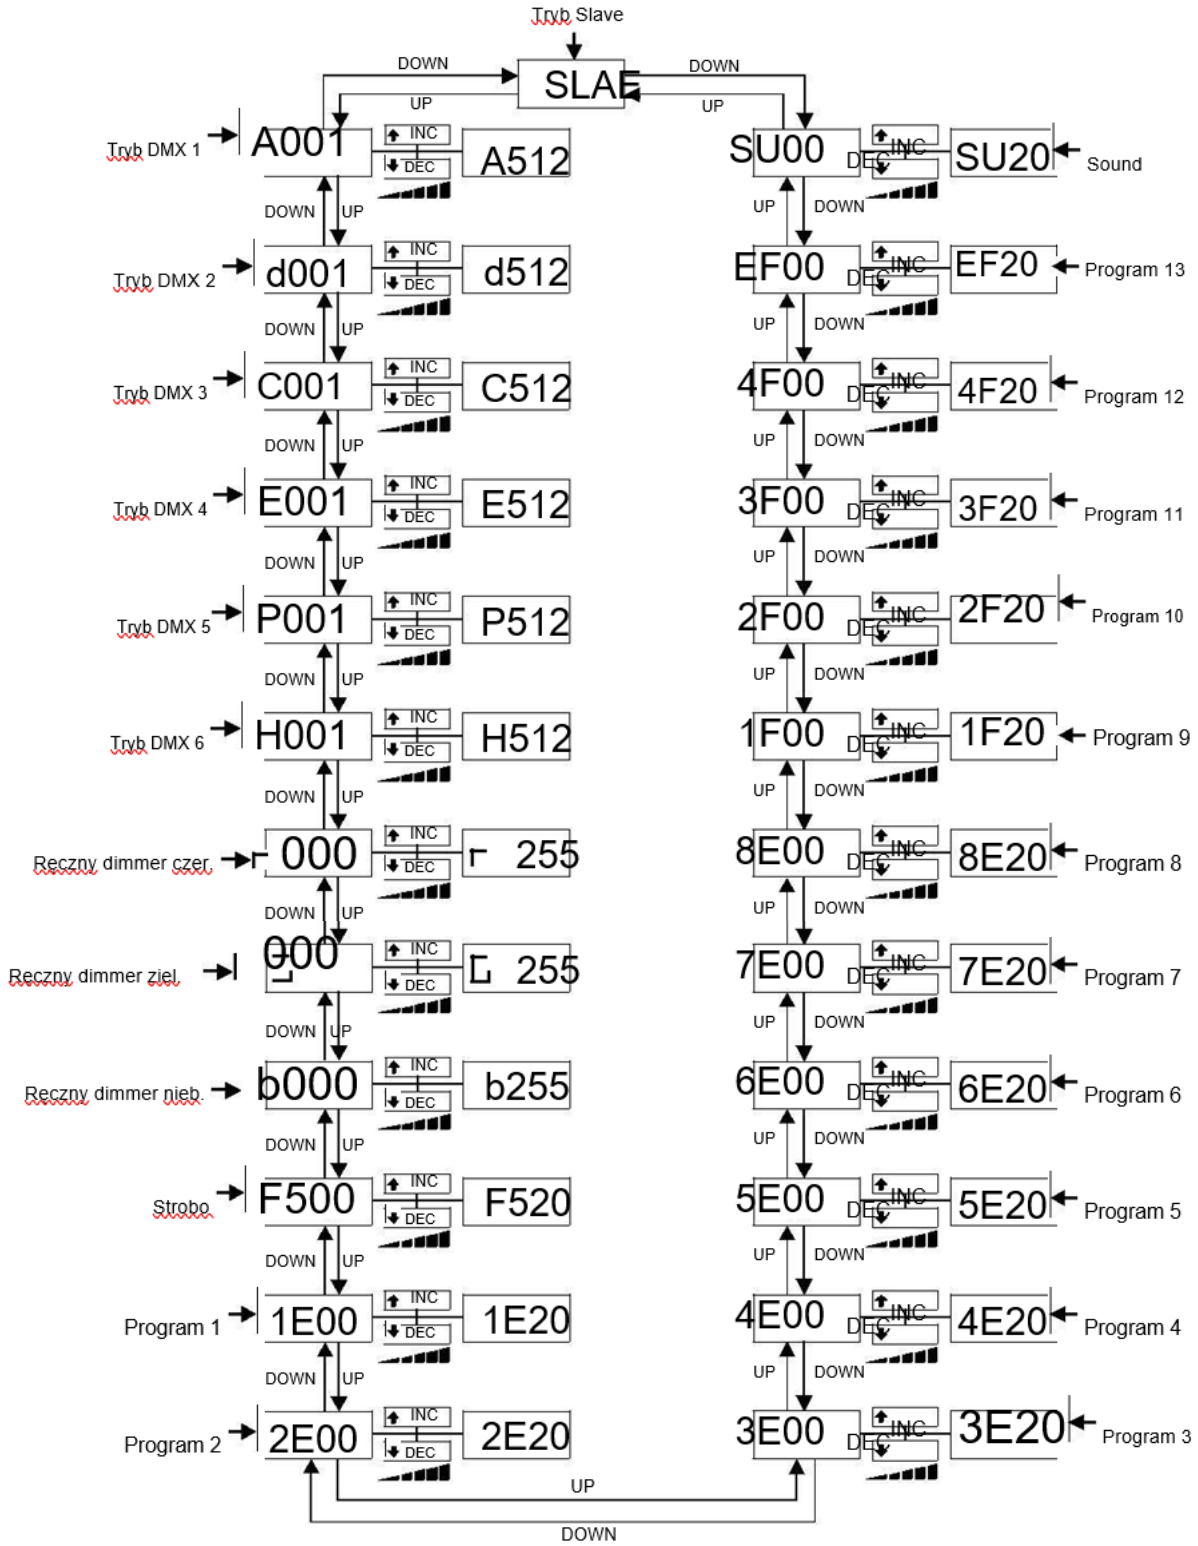 Tryb Slave
DOWN SLAE DOWN
UP UP
Tryb DMX 1 A001 INC DEC A512
SU00 INC DEC SU20 Sound
DOWN UP UP DOWN
Tryb DMX 2 d001 INC DEC d512
EF00 INC DEC EF20 Program 13
DOWN UP UP DOWN
Tryb DMX 3 C001 INC DEC C512
4F00 INC DEC 4F20 Program 12
DOWN UP UP DOWN
Tryb DMX 4 E001 INC DEC E512
3F00 INC DEC 3F20 Program 11
DOWN UP UP DOWN
Tryb DMX 5 P001 INC DEC P512
2F00 INC DEC 2F20 Program 10
DOWN UP UP DOWN
Tryb DMX 6 H001 INC DEC H512
1F00 INC DEC 1F20 Program 9
DOWN UP UP DOWN
Ręczny dimmer czer. 000 INC DEC 255
8E00 INC DEC 8E20 Program 8
DOWN UP UP DOWN
Ręczny dimmer ziel. 000 INC DEC 255
7E00 INC DEC 7E20 Program 7
DOWN UP UP DOWN
Ręczny dimmer nieb. b000 INC DEC b255
6E00 INC DEC 6E20 Program 6
DOWN UP UP DOWN
Strobo F500 INC DEC F520
5E00 INC DEC 5E20 Program 5
DOWN UP UP DOWN
Program 1 1E00 INC DEC 1E20
4E00 INC DEC 4E20 Program 4
DOWN UP UP DOWN
Program 2 2E00 INC DEC 2E20
3E00 INC DEC 3E20 Program 3
UP
DOWN